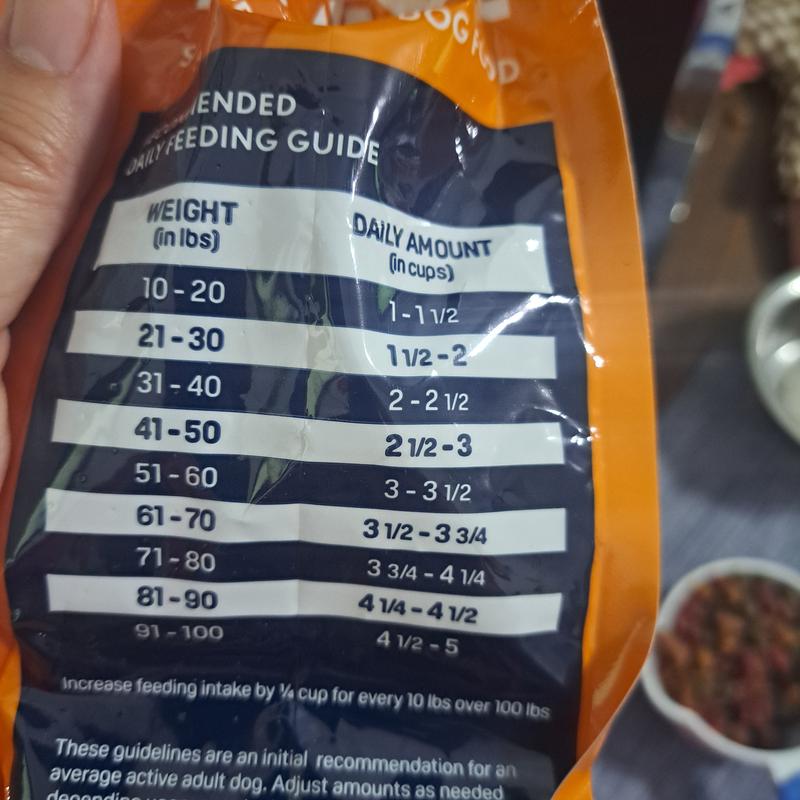 DOG FOOD
DAILY FEEDING GUIDE
WEIGHT
(in lbs)
DAILY AMOUNT
(in cups)
10 - 20
1 - 1 1/2
21 - 30
1 1/2 - 2
31 - 40
2 - 2 1/2
41 - 50
2 1/2 - 3
51 - 60
3 - 3 1/2
61 - 70
3 1/2 - 3 3/4
71 - 80
3 3/4 - 4 1/4
81 - 90
4 1/4 - 4 1/2
91 - 100
4 1/2 - 5
Increase feeding intake by ¼ cup for every 10 lbs over 100 lbs
These guidelines are an initial recommendation for an
average active adult dog. Adjust amounts as needed